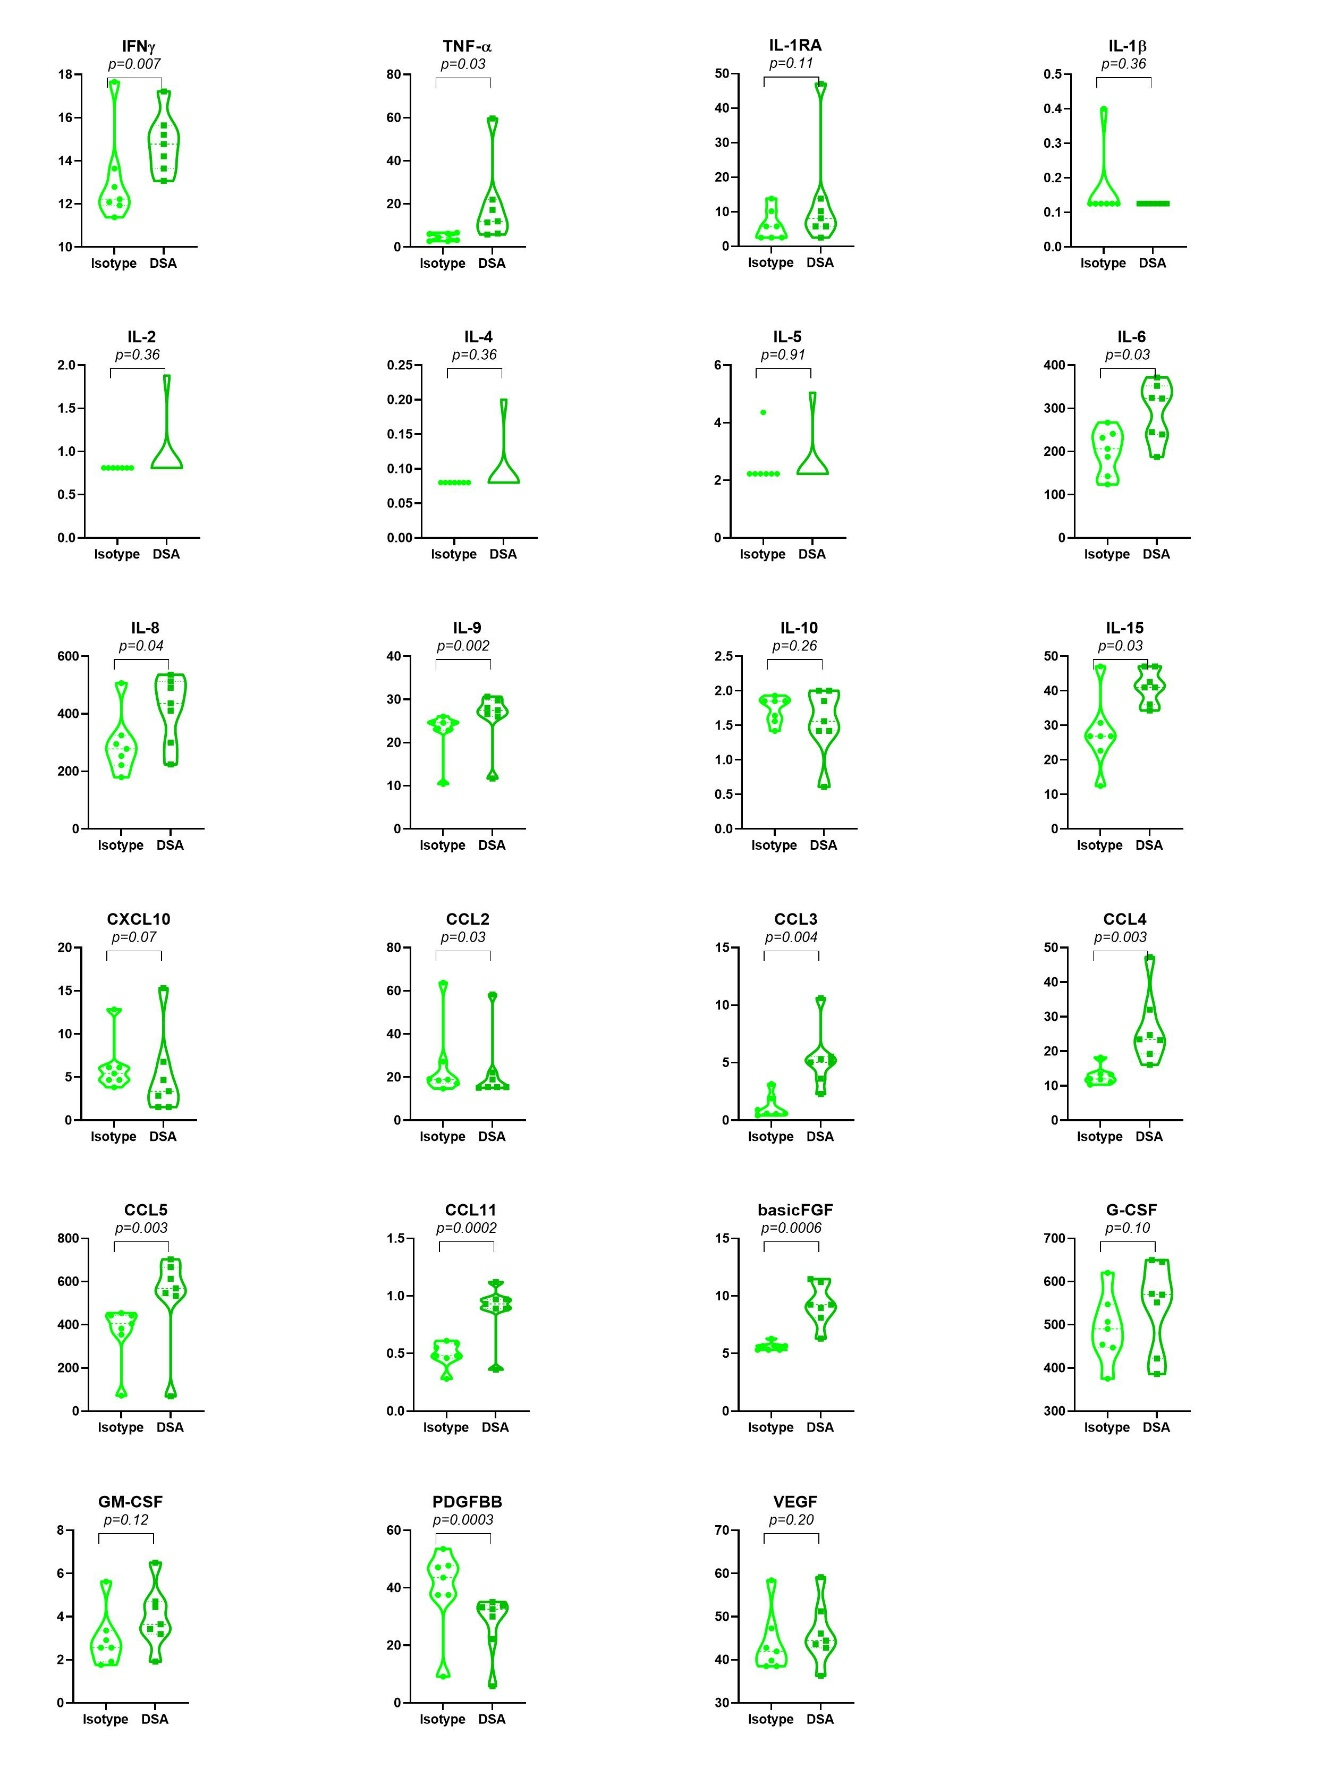 IFNγ
p=0.007
18
16
14
12
10
Isotype DSA
TNF-α
p=0.03
80
60
40
20
0
Isotype DSA
IL-1RA
p=0.11
50
40
30
20
10
0
Isotype DSA
IL-1β
p=0.36
0.5
0.4
0.3
0.2
0.1
0.0
Isotype DSA
IL-2
p=0.36
2.0
1.5
1.0
0.5
0.0
Isotype DSA
IL-4
p=0.36
0.25
0.20
0.15
0.10
0.05
0.00
Isotype DSA
IL-5
p=0.91
6
4
2
0
Isotype DSA
IL-6
p=0.03
400
300
200
100
0
Isotype DSA
IL-8
p=0.04
600
400
200
0
Isotype DSA
IL-9
p=0.002
40
30
20
10
0
Isotype DSA
IL-10
p=0.26
2.5
2.0
1.5
1.0
0.5
0.0
Isotype DSA
IL-15
p=0.03
50
40
30
20
10
0
Isotype DSA
CXCL10
p=0.07
20
15
10
5
0
Isotype DSA
CCL2
p=0.03
80
60
40
20
0
Isotype DSA
CCL3
p=0.004
15
10
5
0
Isotype DSA
CCL4
p=0.003
50
40
30
20
10
0
Isotype DSA
CCL5
p=0.003
800
600
400
200
0
Isotype DSA
CCL11
p=0.0002
1.5
1.0
0.5
0.0
Isotype DSA
basicFGF
p=0.0006
15
10
5
0
Isotype DSA
G-CSF
p=0.10
700
600
500
400
300
Isotype DSA
GM-CSF
p=0.12
8
6
4
2
0
Isotype DSA
PDGFBB
p=0.0003
60
40
20
0
Isotype DSA
VEGF
p=0.20
70
60
50
40
30
Isotype DSA